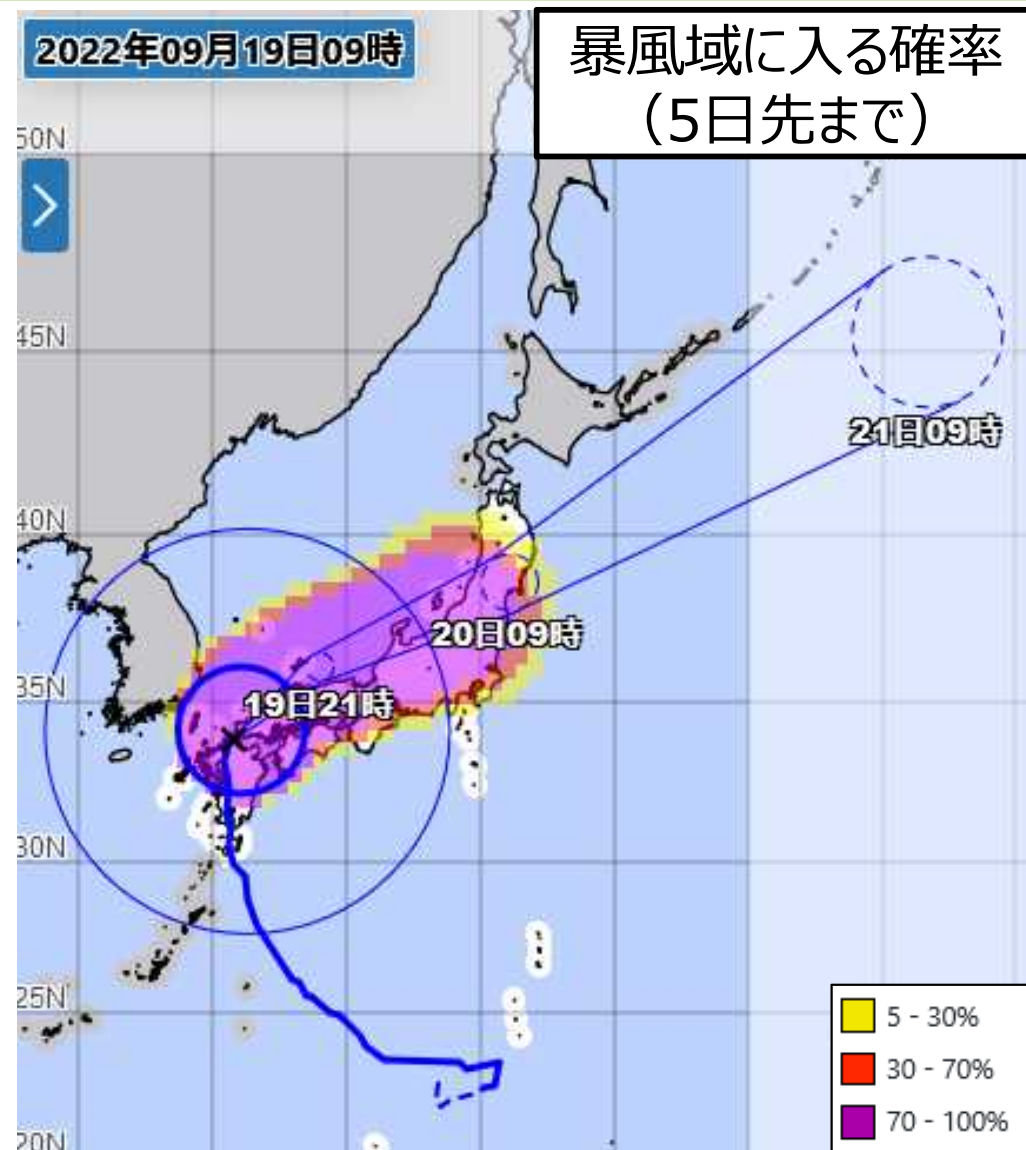 2022年09月19日09時
暴風域に入る確率
（5日先まで）
50N
45N
21日09時
40N
20日09時
35N
19日21時
30N
25N
5 - 30%
30 - 70%
70 - 100%
20N